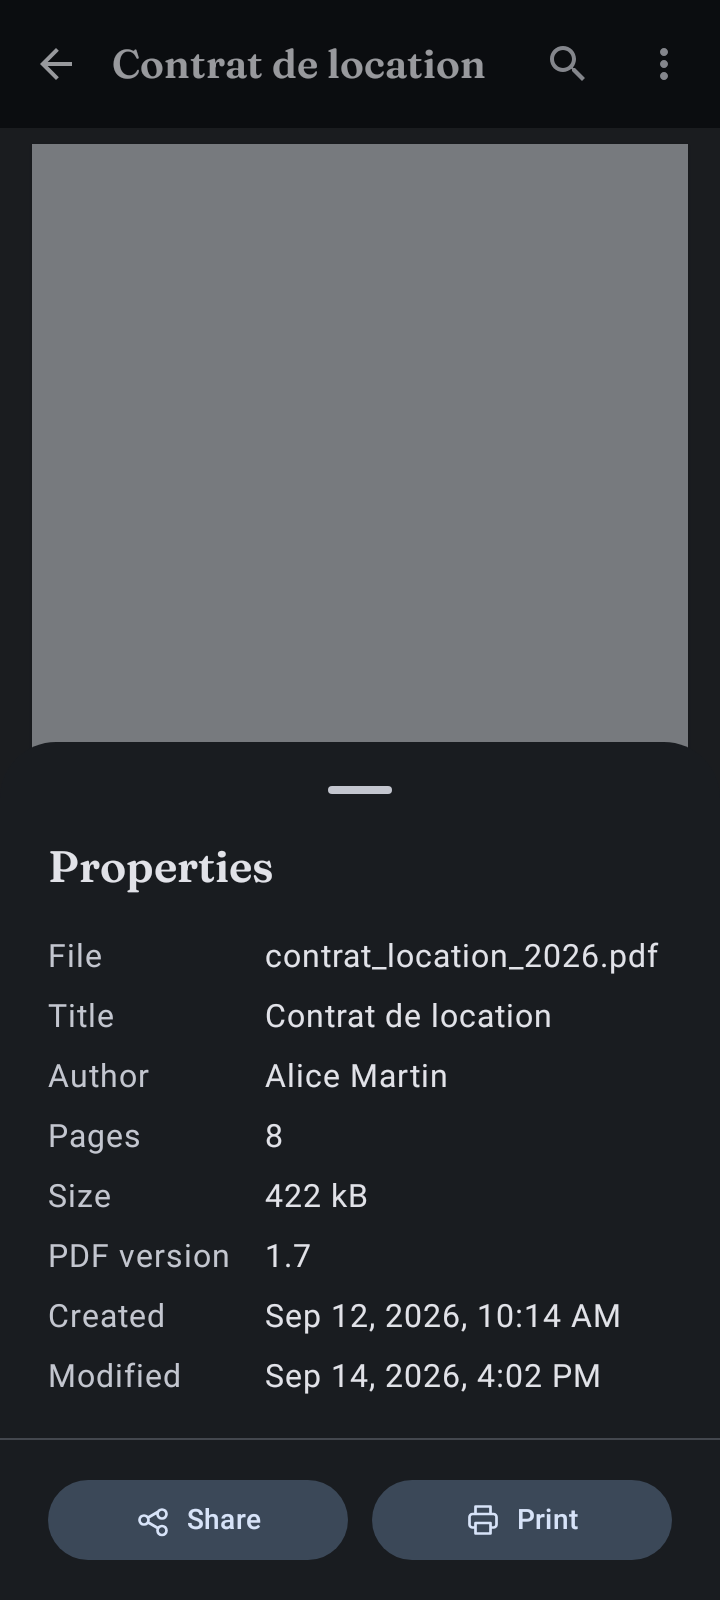 Contrat de location
Properties
File contrat_location_2026.pdf
Title Contrat de location
Author Alice Martin
Pages 8
Size 422 kB
PDF version 1.7
Created Sep 12, 2026, 10:14 AM
Modified Sep 14, 2026, 4:02 PM
Share Print